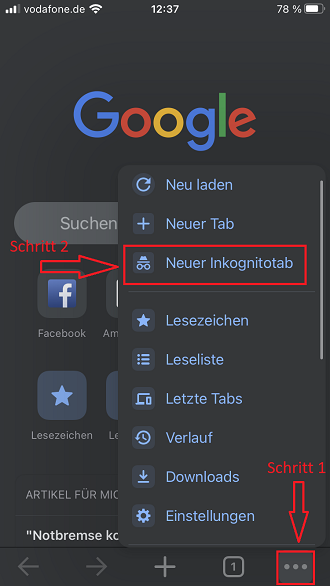 vodafone.de 12:37 78 %
Google
Neu laden
Suchen
Neuer Tab
Schritt 2
Neuer Inkognitotab
Facebook
Am
Lesezeichen
Leseliste
Letzte Tabs
Lesezeichen
Le
Verlauf
Schritt 1
Downloads
ARTIKEL FÜR MIC
Einstellungen
"Notbremse ko
1